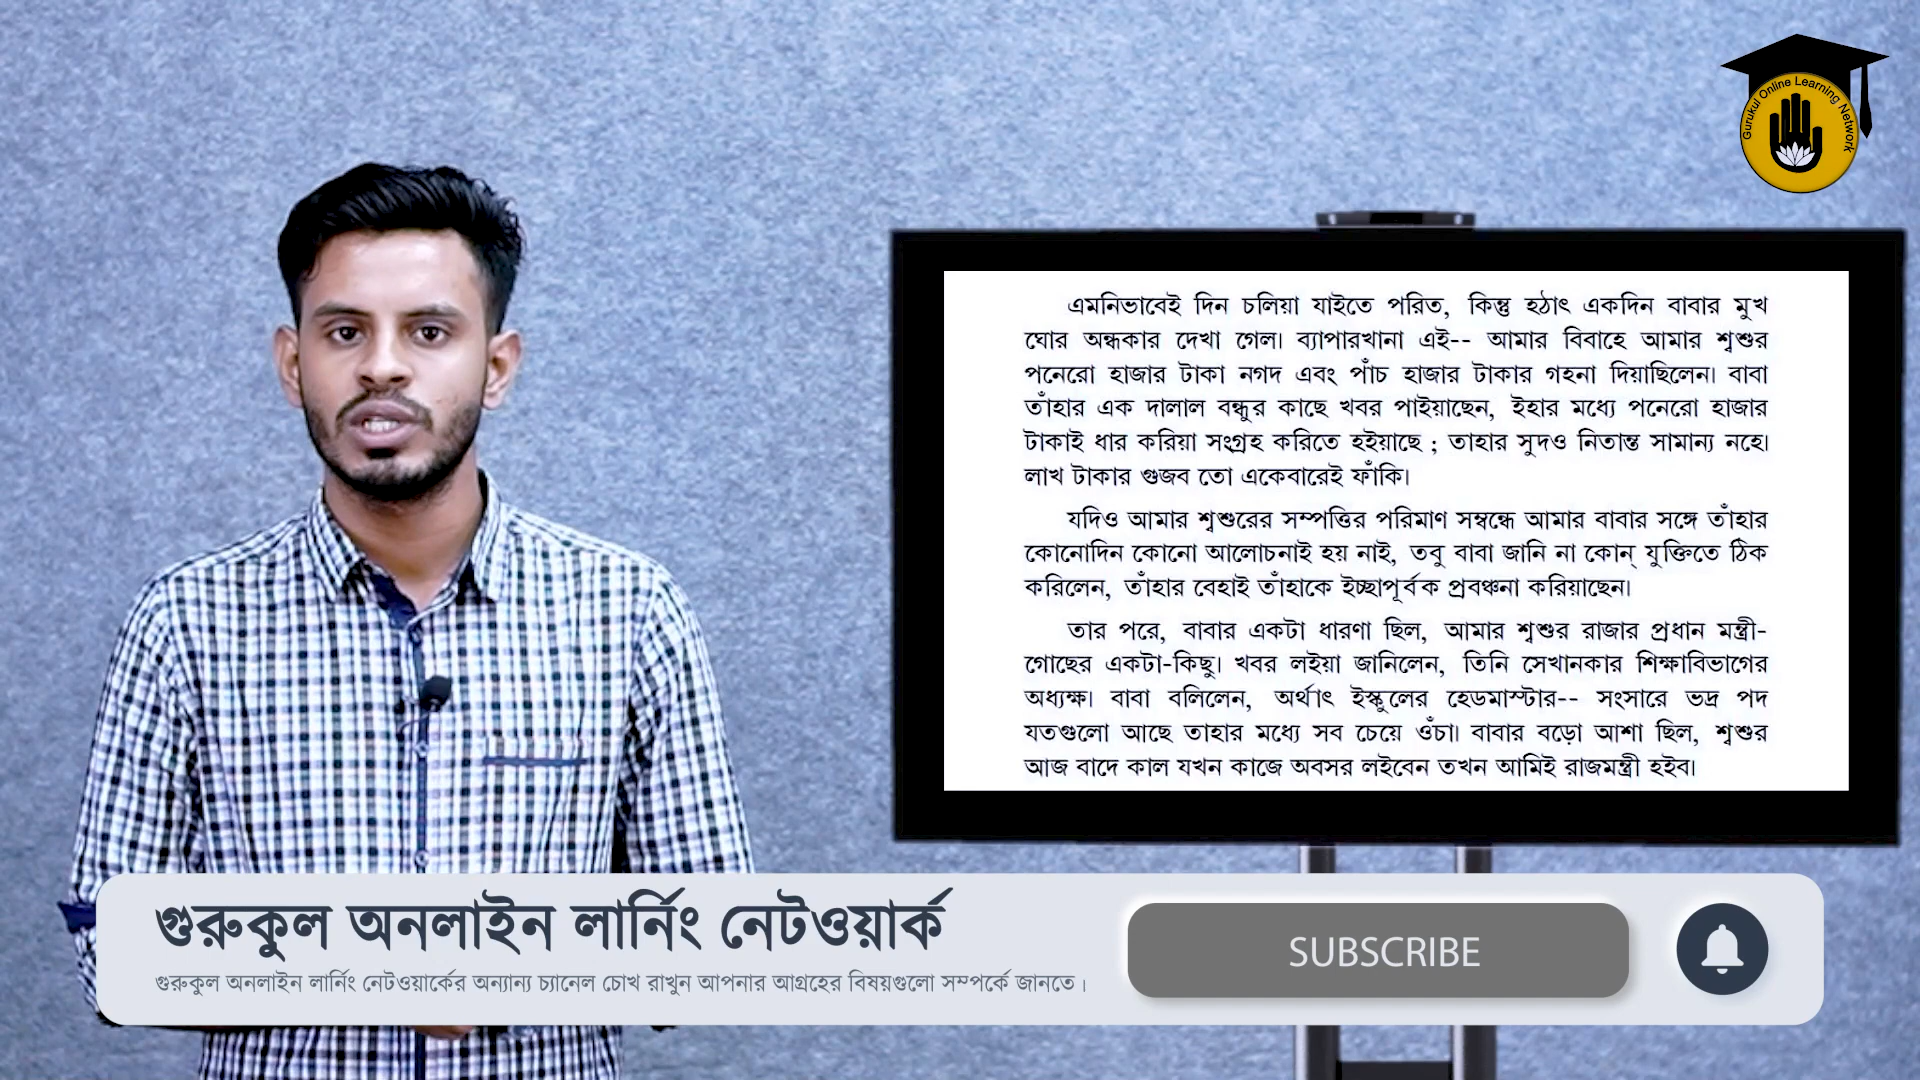 Gurukul Online Learning Network
এমনিভাবেই দিন চলিয়া যাইতে পরিত, কিন্তু হঠাৎ একদিন বাবার মুখ
ঘোর অন্ধকার দেখা গেল। ব্যাপারখানা এই-- আমার বিবাহে আমার শ্বশুর
পনেরো হাজার টাকা নগদ এবং পাঁচ হাজার টাকার গহনা দিয়াছিলেন। বাবা
তাঁহার এক দালাল বন্ধুর কাছে খবর পাইয়াছেন, ইহার মধ্যে পনেরো হাজার
টাকাই ধার করিয়া সংগ্রহ করিতে হইয়াছে ; তাহার সুদও নিতান্ত সামান্য নহে।
লাখ টাকার গুজব তো একেবারেই ফাঁকি।
যদিও আমার শ্বশুরের সম্পত্তির পরিমাণ সম্বন্ধে আমার বাবার সঙ্গে তাঁহার
কোনোদিন কোনো আলোচনাই হয় নাই, তবু বাবা জানি না কোন্ যুক্তিতে ঠিক
করিলেন, তাঁহার বেহাই তাঁহাকে ইচ্ছাপূর্বক প্রবঞ্চনা করিয়াছেন।
তার পরে, বাবার একটা ধারণা ছিল, আমার শ্বশুর রাজার প্রধান মন্ত্রী-
গোছের একটা-কিছু। খবর লইয়া জানিলেন, তিনি সেখানকার শিক্ষাবিভাগের
অধ্যক্ষ। বাবা বলিলেন, অর্থাৎ ইস্কুলের হেডমাস্টার-- সংসারে ভদ্র পদ
যতগুলো আছে তাহার মধ্যে সব চেয়ে ওঁচা। বাবার বড়ো আশা ছিল, শ্বশুর
আজ বাদে কাল যখন কাজে অবসর লইবেন তখন আমিই রাজমন্ত্রী হইব।
গুরুকুল অনলাইন লার্নিং নেটওয়ার্ক
গুরুকুল অনলাইন লার্নিং নেটওয়ার্কের অন্যান্য চ্যানেল চোখ রাখুন আপনার আগ্রহের বিষয়গুলো সম্পর্কে জানতে।
SUBSCRIBE